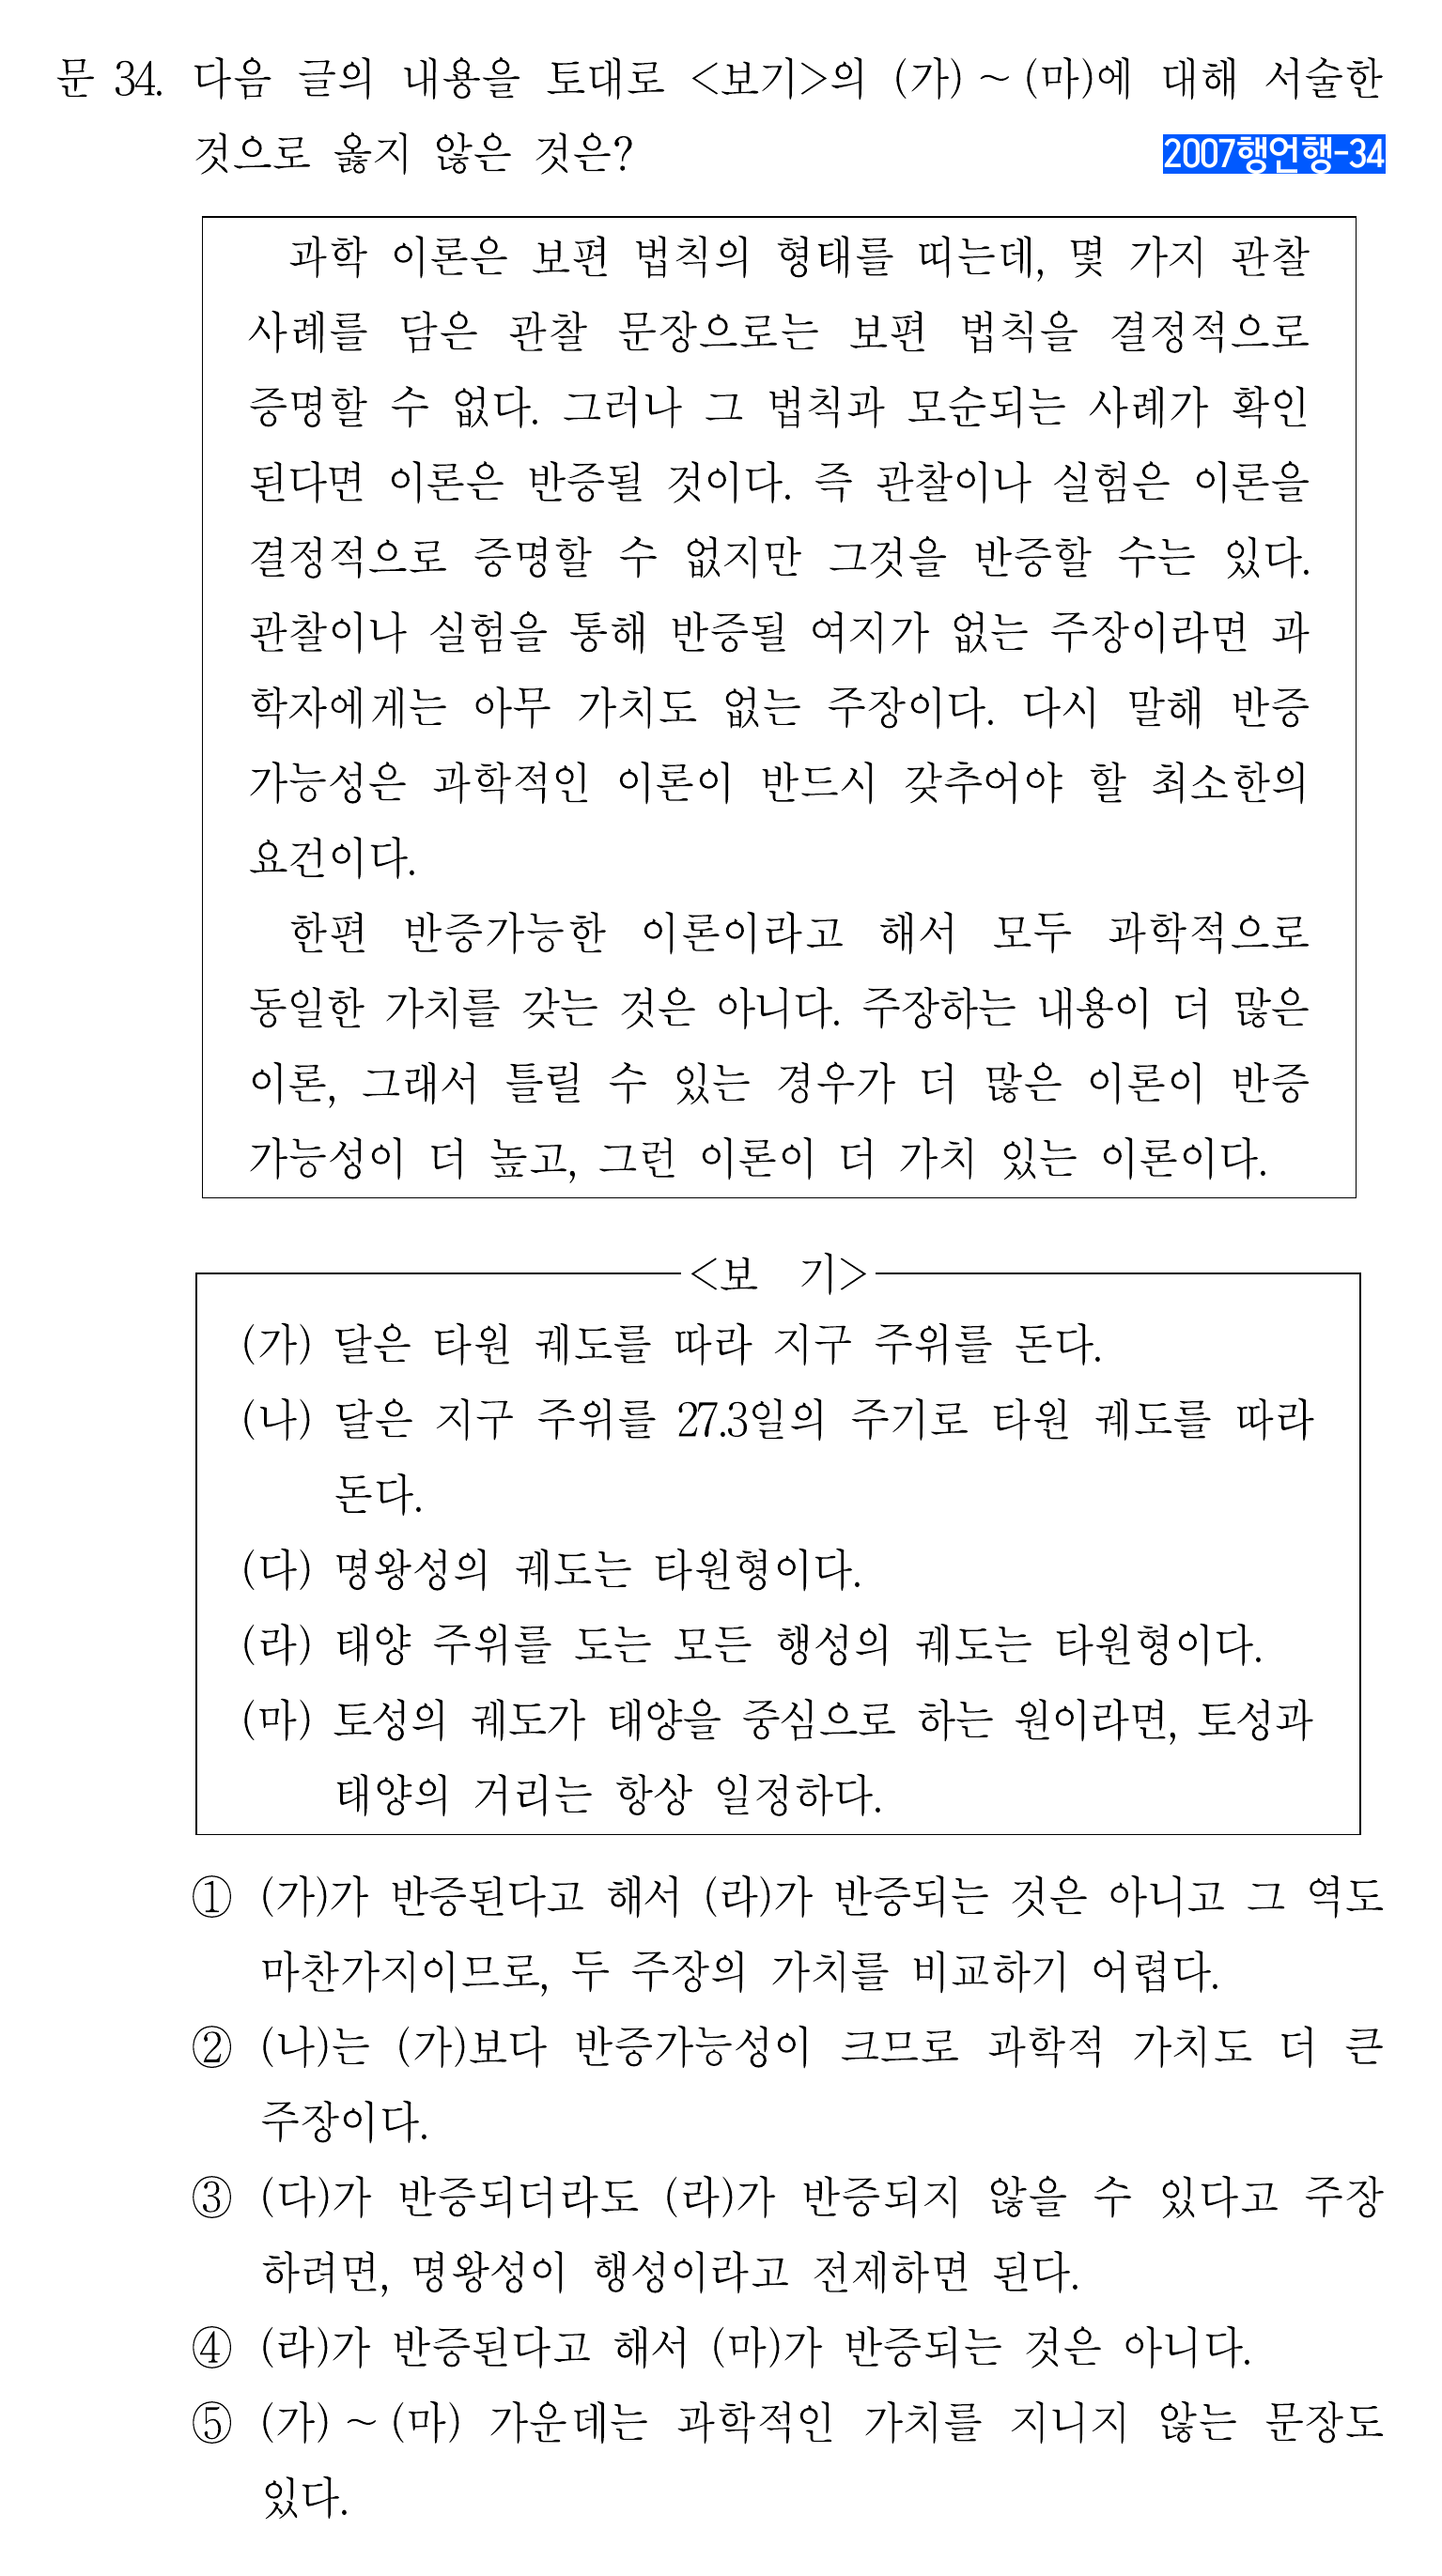 문 34. 다음 글의 내용을 토대로 <보기>의 (가) ~ (마)에 대해 서술한
것으로 옳지 않은 것은?
2007행언행-34
과학 이론은 보편 법칙의 형태를 띠는데, 몇 가지 관찰
사례를 담은 관찰 문장으로는 보편 법칙을 결정적으로
증명할 수 없다. 그러나 그 법칙과 모순되는 사례가 확인
된다면 이론은 반증될 것이다. 즉 관찰이나 실험은 이론을
결정적으로 증명할 수 없지만 그것을 반증할 수는 있다.
관찰이나 실험을 통해 반증될 여지가 없는 주장이라면 과
학자에게는 아무 가치도 없는 주장이다. 다시 말해 반증
가능성은 과학적인 이론이 반드시 갖추어야 할 최소한의
요건이다.
한편 반증가능한 이론이라고 해서 모두 과학적으로
동일한 가치를 갖는 것은 아니다. 주장하는 내용이 더 많은
이론, 그래서 틀릴 수 있는 경우가 더 많은 이론이 반증
가능성이 더 높고, 그런 이론이 더 가치 있는 이론이다.
<보 기>
(가) 달은 타원 궤도를 따라 지구 주위를 돈다.
(나) 달은 지구 주위를 27.3일의 주기로 타원 궤도를 따라
돈다.
(다) 명왕성의 궤도는 타원형이다.
(라) 태양 주위를 도는 모든 행성의 궤도는 타원형이다.
(마) 토성의 궤도가 태양을 중심으로 하는 원이라면, 토성과
태양의 거리는 항상 일정하다.
① (가)가 반증된다고 해서 (라)가 반증되는 것은 아니고 그 역도
마찬가지이므로, 두 주장의 가치를 비교하기 어렵다.
② (나)는 (가)보다 반증가능성이 크므로 과학적 가치도 더 큰
주장이다.
③ (다)가 반증되더라도 (라)가 반증되지 않을 수 있다고 주장
하려면, 명왕성이 행성이라고 전제하면 된다.
④ (라)가 반증된다고 해서 (마)가 반증되는 것은 아니다.
⑤ (가) ~ (마) 가운데는 과학적인 가치를 지니지 않는 문장도
있다.